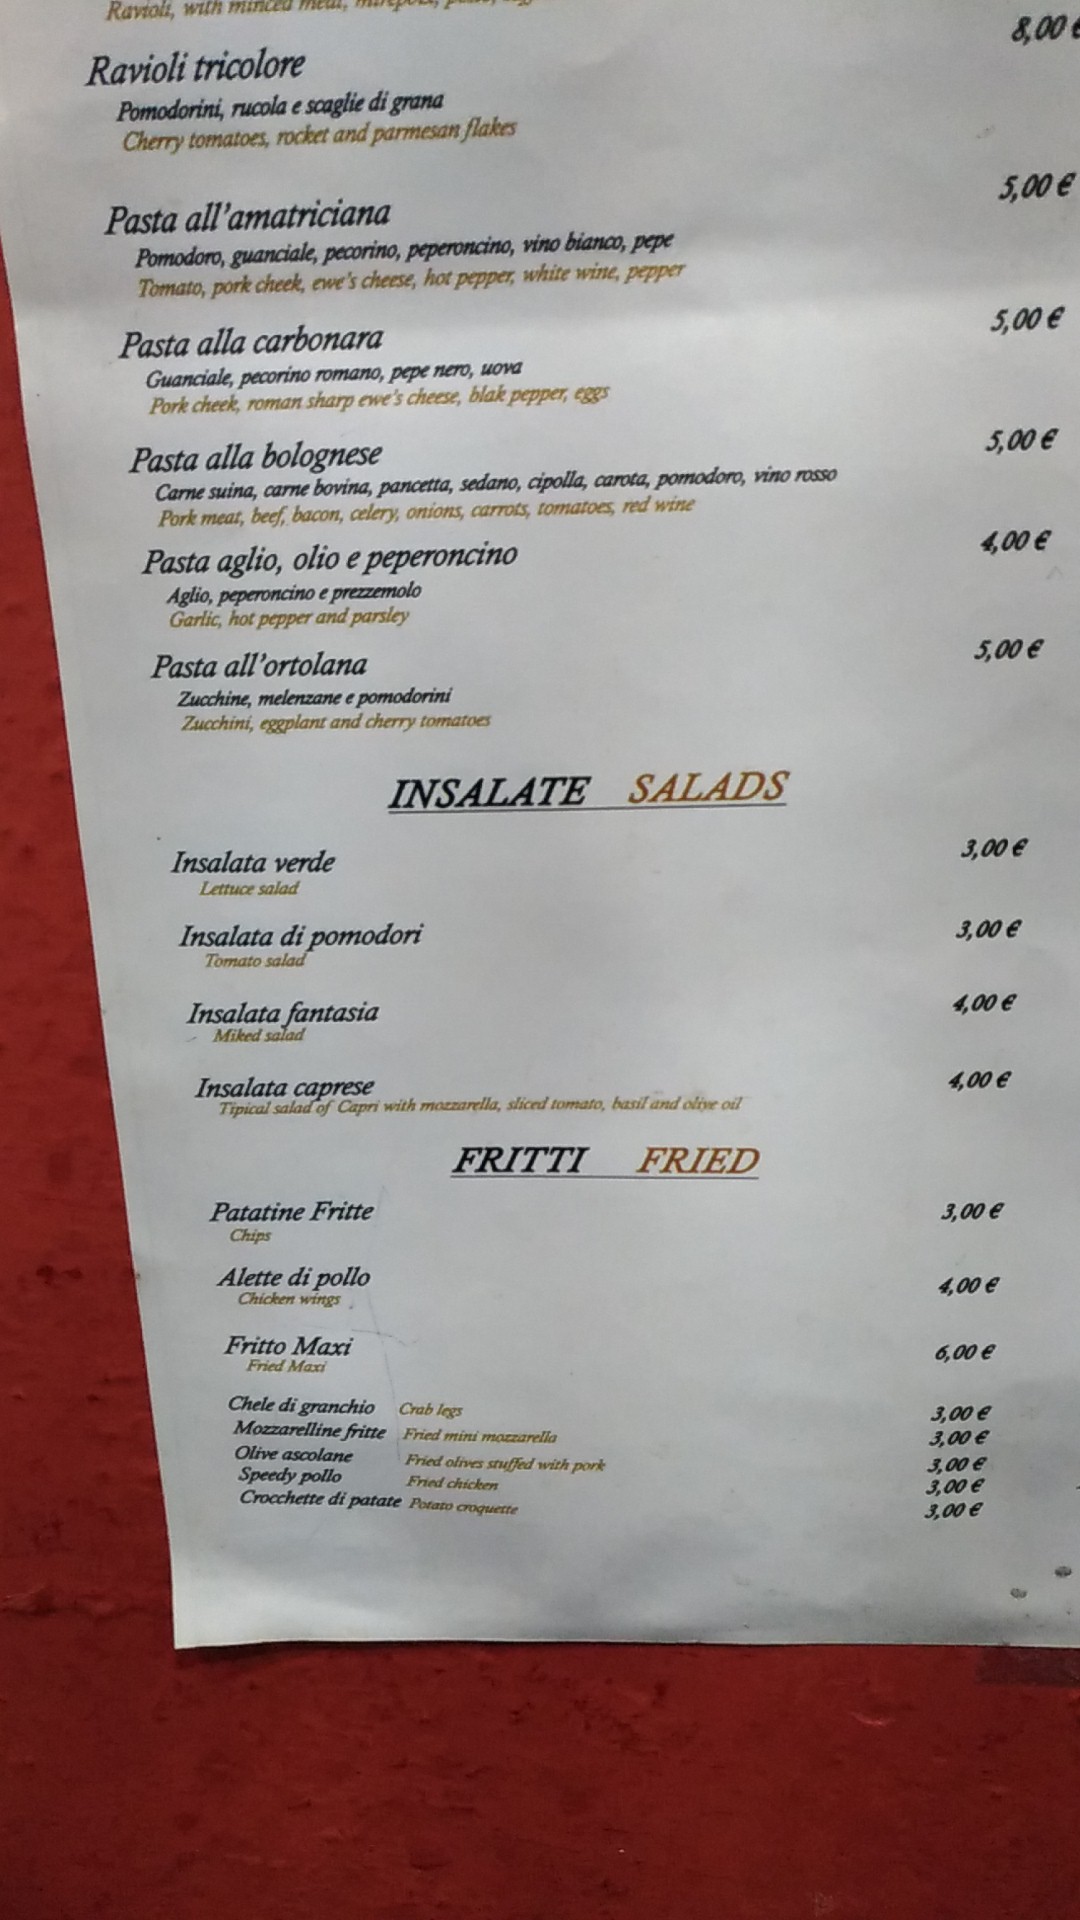 Ravioli, with minced meat,
8,00 €
Ravioli tricolore
Pomodorini, rucola e scaglie di grana
Cherry tomatoes, rocket and parmesan flakes
Pasta all'amatriciana 5,00 €
Pomodoro, guanciale, pecorino, peperoncino, vino bianco, pepe
Tomato, pork cheek, ewe's cheese, hot pepper, white wine, pepper
Pasta alla carbonara 5,00 €
Guanciale, pecorino romano, pepe nero, uova
Pork cheek, roman sharp ewe's cheese, blak pepper, eggs
Pasta alla bolognese 5,00 €
Carne suina, carne bovina, pancetta, sedano, cipolla, carota, pomodoro, vino rosso
Pork meat, beef, bacon, celery, onions, carrots, tomatoes, red wine
Pasta aglio, olio e peperoncino 4,00 €
Aglio, peperoncino e prezzemolo
Garlic, hot pepper and parsley
Pasta all'ortolana 5,00 €
Zucchine, melenzane e pomodorini
Zucchini, eggplant and cherry tomatoes
INSALATE SALADS
Insalata verde 3,00 €
Lettuce salad
Insalata di pomodori 3,00 €
Tomato salad
Insalata fantasia 4,00 €
Miked salad
Insalata caprese 4,00 €
Tipical salad of Capri with mozzarella, sliced tomato, basil and olive oil
FRITTI FRIED
Patatine Fritte 3,00 €
Chips
Alette di pollo 4,00 €
Chicken wings
Fritto Maxi 6,00 €
Fried Maxi
Chele di granchio Crab legs 3,00 €
Mozzarelline fritte Fried mini mozzarella 3,00 €
Olive ascolane Fried olives stuffed with pork 3,00 €
Speedy pollo Fried chicken 3,00 €
Crocchette di patate Potato croquette 3,00 €